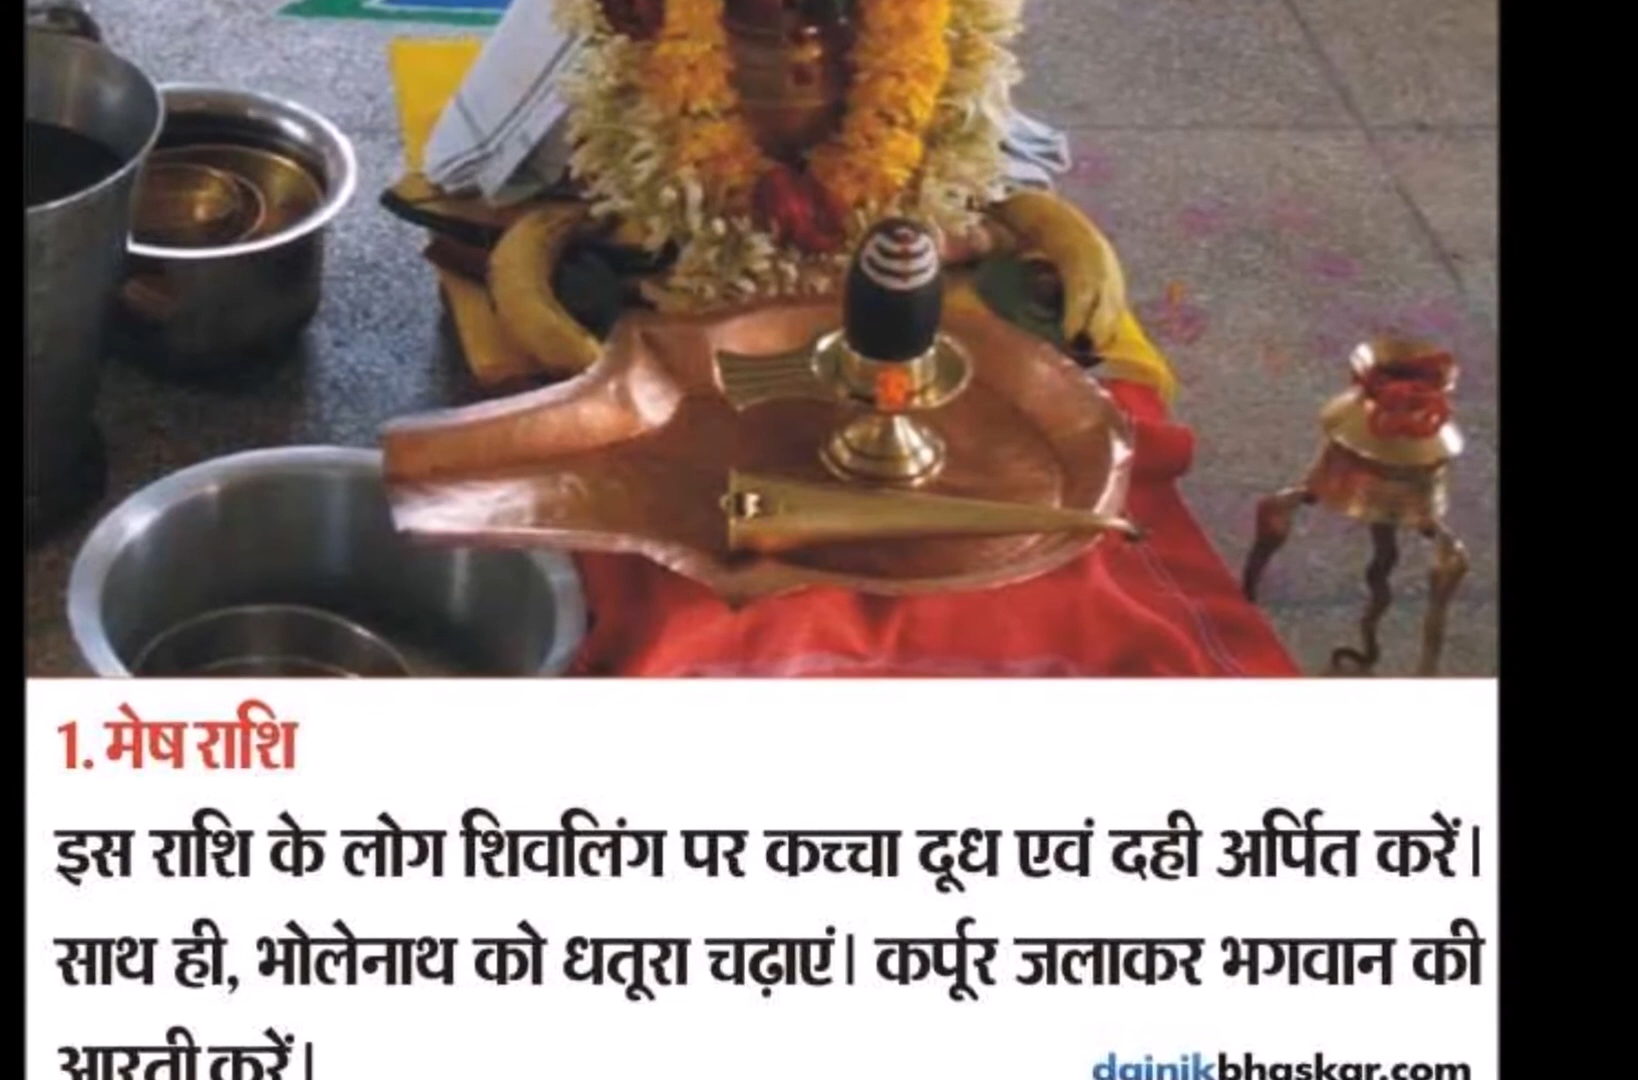 1. मेष राशि
इस राशि के लोग शिवलिंग पर कच्चा दूध एवं दही अर्पित करें।
साथ ही, भोलेनाथ को धतूरा चढ़ाएं। कर्पूर जलाकर भगवान की
आरती करें।
dainikbhaskar.com